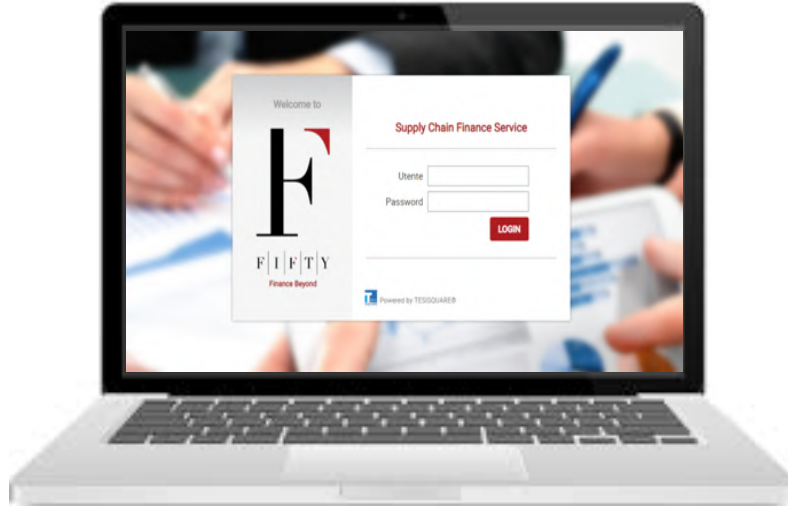 Welcome to
F
F|I|F|T|Y
Finance Beyond
Supply Chain Finance Service
Utente
Password
LOGIN
Powered by TESISQUARE®